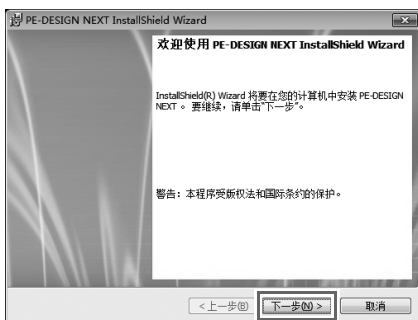 PE-DESIGN NEXT InstallShield Wizard
欢迎使用 PE-DESIGN NEXT InstallShield Wizard
InstallShield(R) Wizard 将要在您的计算机中安装 PE-DESIGN
NEXT 。要继续，请单击“下一步”。
警告：本程序受版权法和国际条约的保护。
<上一步(B)
下一步(N) >
取消